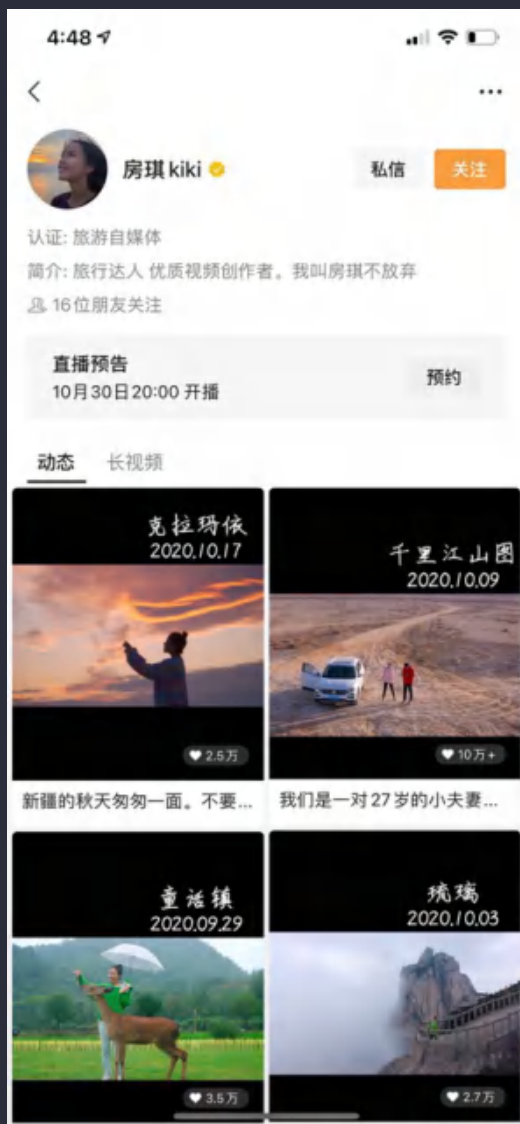 4:48
房琪kiki
私信
关注
认证: 旅游自媒体
简介: 旅行达人 优质视频创作者。我叫房琪不放弃
16位朋友关注
直播预告
10月30日20:00 开播
预约
动态
长视频
克拉玛依
2020.10.17
2.5万
新疆的秋天匆匆一面。不要...
千里江山图
2020.10.09
10万+
我们是一对27岁的小夫妻...
童话镇
2020.09.29
3.5万
琉璃
2020.10.03
2.7万